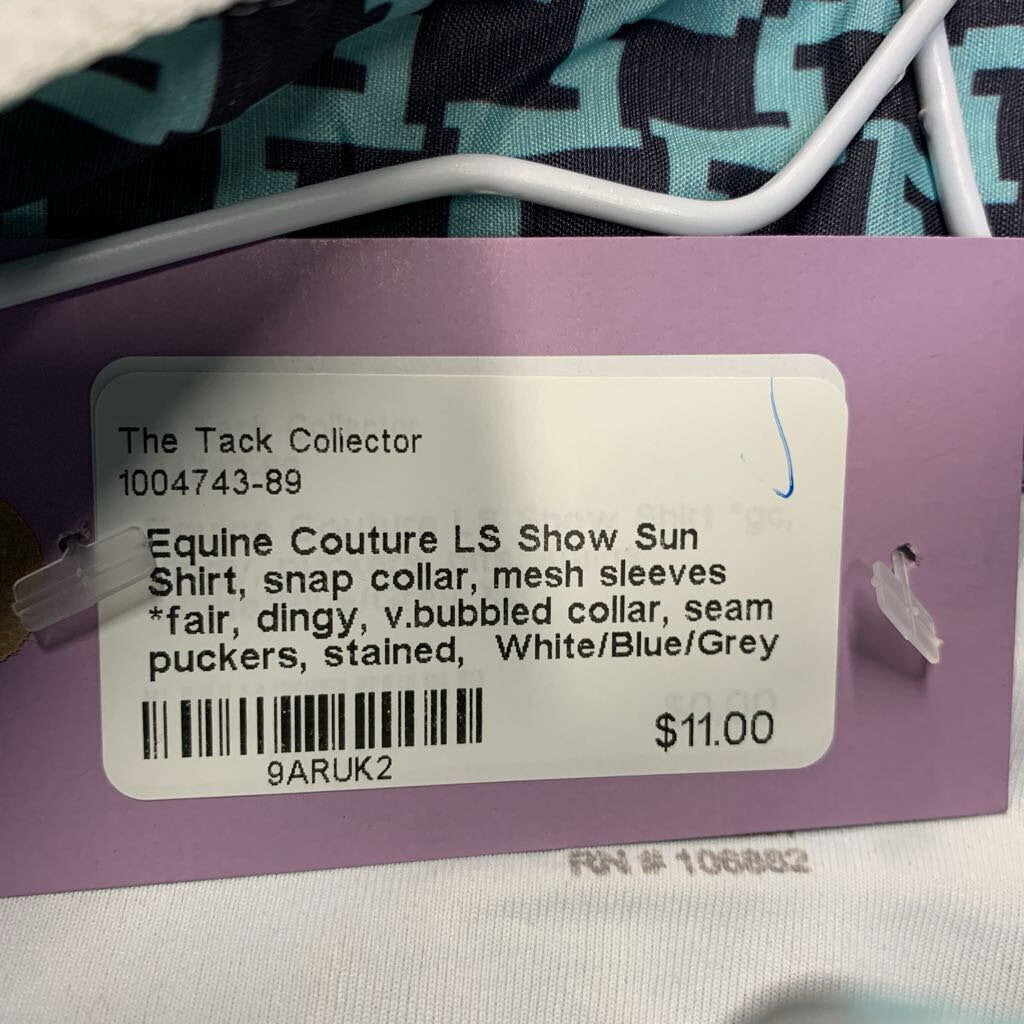 The Tack Collector
1004743-89
Equine Couture LS Show Sun
Shirt, snap collar, mesh sleeves
*fair, dingy, v.bubbled collar, seam
puckers, stained, White/Blue/Grey
$11.00
9ARUK2
RN # 106882